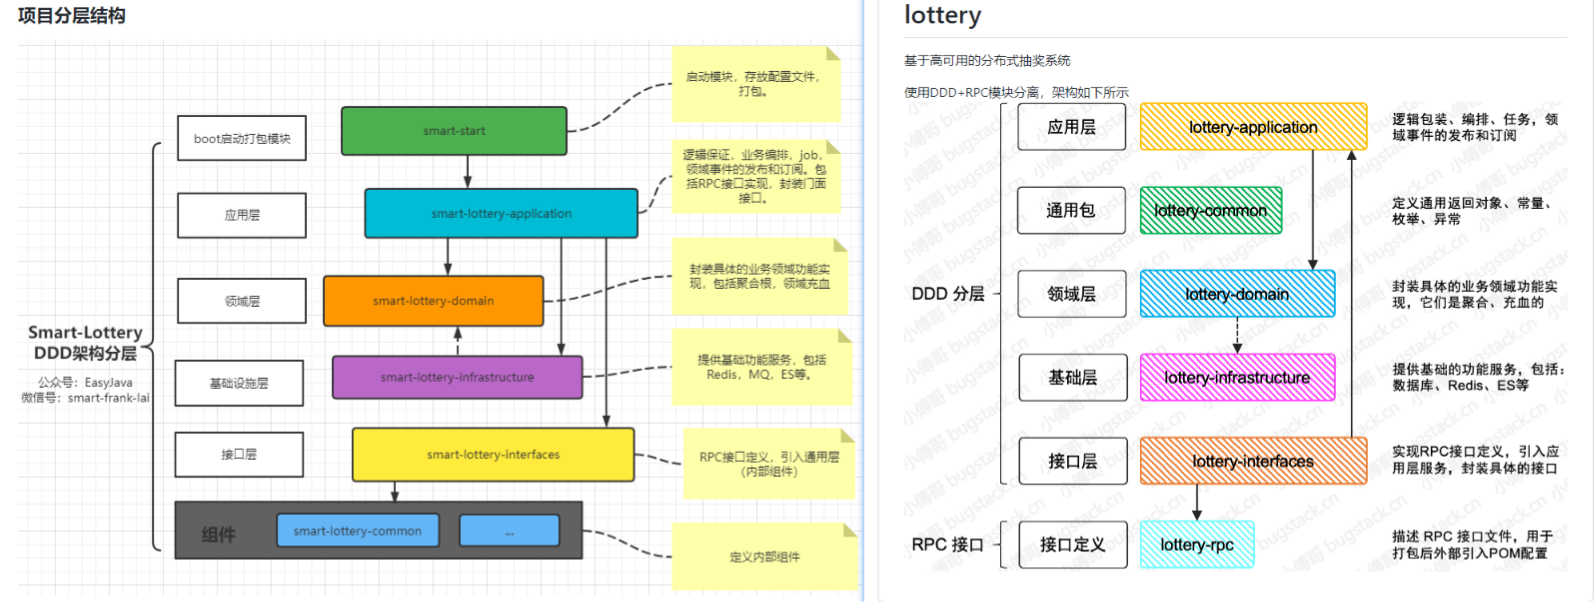 项目分层结构
启动模块，存放配置文件，
打包。
boot启动打包模块
smart-start
逻辑保证，业务编排，job，
领域事件的发布和订阅。包
括RPC接口实现，封装门面
接口。
应用层
smart-lottery-application
封装具体的业务领域功能实
现，包括聚合根，领域充血
领域层
smart-lottery-domain
Smart-Lottery
DDD架构分层
公众号：EasyJava
微信号：smart-frank-lai
基础设施层
smart-lottery-infrastructure
提供基础功能服务，包括
Redis，MQ，ES等。
接口层
smart-lottery-interfaces
RPC接口定义，引入通用层
（内部组件）
组件
smart-lottery-common
...
定义内部组件
lottery
基于高可用的分布式抽奖系统
使用DDD+RPC模块分离，架构如下所示
应用层
lottery-application
逻辑包装、编排、任务，领
域事件的发布和订阅
通用包
lottery-common
定义通用返回对象、常量、
枚举、异常
DDD 分层
领域层
lottery-domain
封装具体的业务领域功能实
现，它们是聚合、充血的
基础层
lottery-infrastructure
提供基础的功能服务，包括：
数据库、Redis、ES等
接口层
lottery-interfaces
实现RPC接口定义，引入应
用层服务，封装具体的接口
RPC 接口
接口定义
lottery-rpc
描述 RPC 接口文件，用于
打包后外部引入POM配置
小傅哥 bugstack.cn